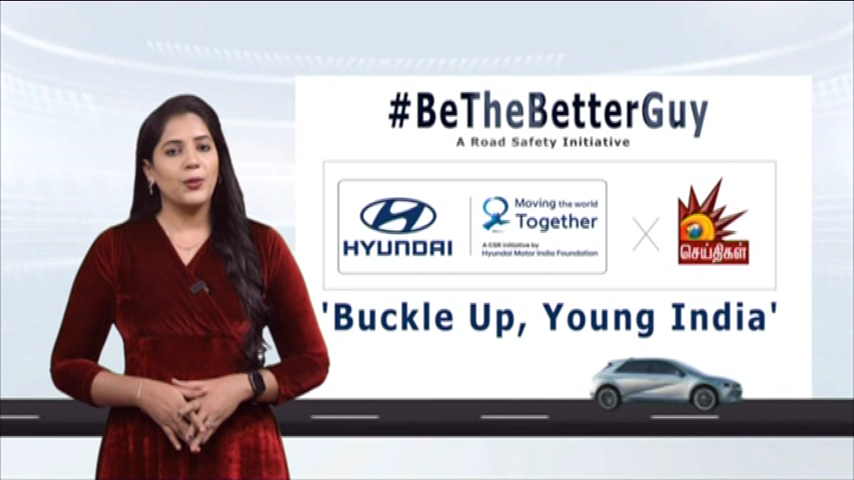 #BeTheBetterGuy
A Road Safety Initiative
HYUNDAI
Moving the world
Together
A CSR Initiative by
Hyundai Motor India Foundation
செய்திகள்
'Buckle Up, Young India'